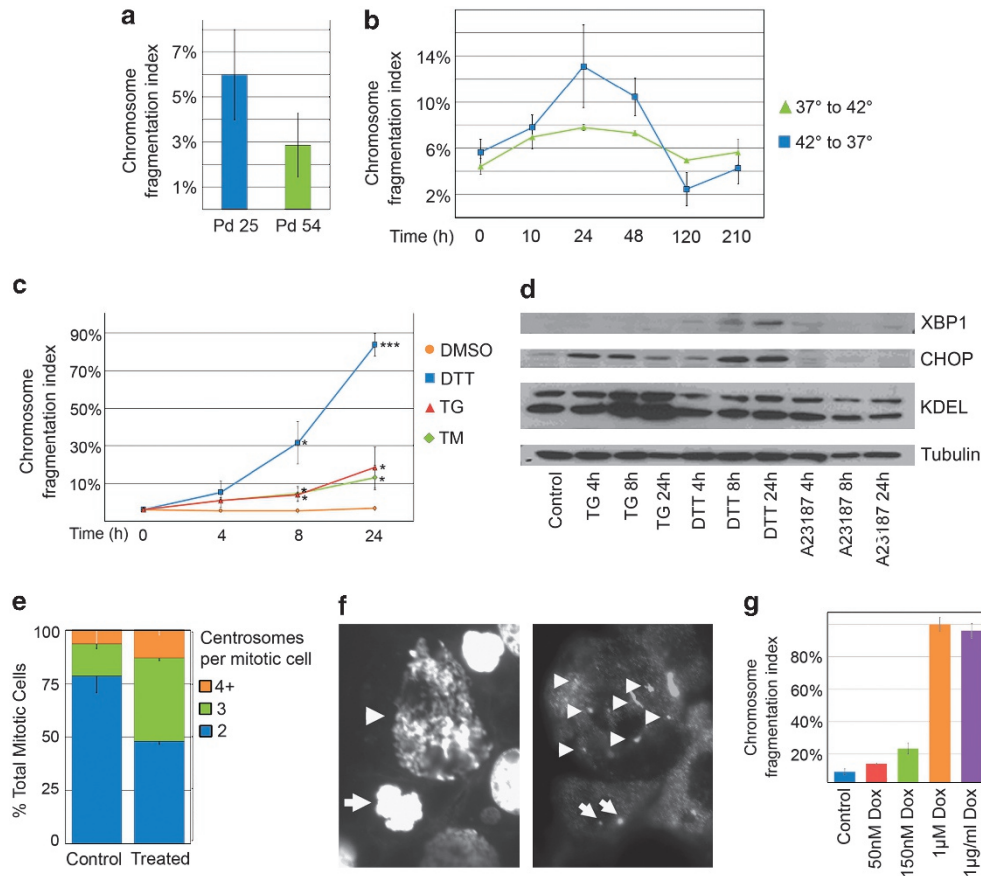 a
Chromosome
fragmentation index
7%
5%
3%
1%
Pd 25 Pd 54
b
Chromosome
fragmentation index
14%
10%
6%
2%
Time (h) 0 10 24 48 120 210
37° to 42°
42° to 37°
c
Chromosome
fragmentation index
90%
70%
50%
30%
10%
***
*
*
*
*
*
Time (h) 0 4 8 24
DMSO
DTT
TG
TM
d
XBP1
CHOP
KDEL
Tubulin
Control
TG 4h
TG 8h
TG 24h
DTT 4h
DTT 8h
DTT 24h
A23187 4h
A23187 8h
A23187 24h
e
% Total Mitotic Cells
100
75
50
25
0
Control Treated
Centrosomes
per mitotic cell
4+
3
2
f
g
Chromosome
fragmentation index
80%
60%
40%
20%
Control
50nM Dox
150nM Dox
1µM Dox
1µg/ml Dox